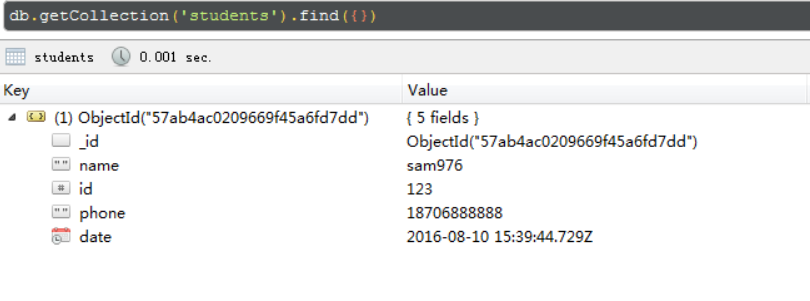 db.getCollection('students').find({})
students 0.001 sec.
Key Value
(1) ObjectId("57ab4ac0209669f45a6fd7dd") { 5 fields }
_id ObjectId("57ab4ac0209669f45a6fd7dd")
"" name sam976
# id 123
"" phone 18706888888
date 2016-08-10 15:39:44.729Z